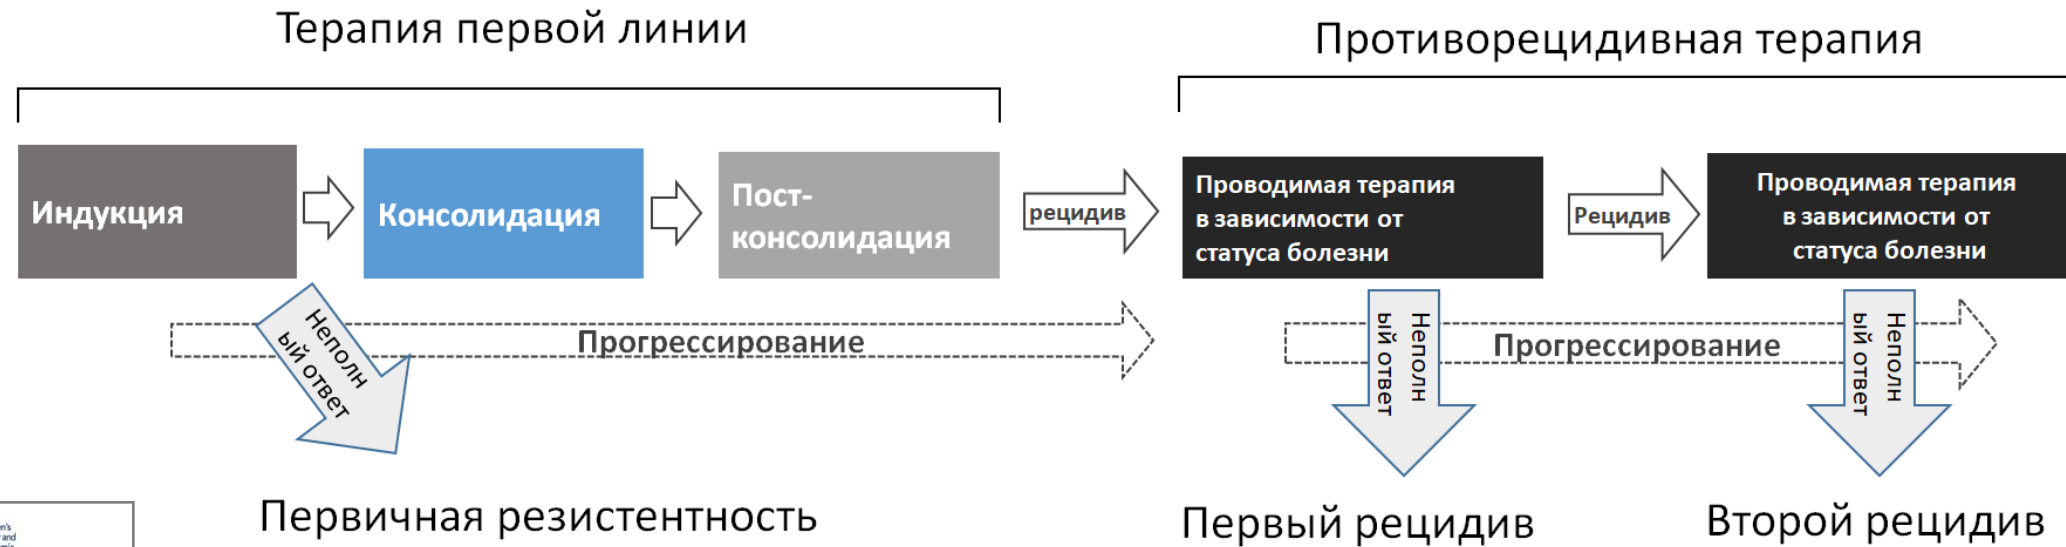 Терапия первой линии
Противорецидивная терапия
Индукция
Консолидация
Пост-
консолидация
рецидив
Проводимая терапия
в зависимости от
статуса болезни
Рецидив
Проводимая терапия
в зависимости от
статуса болезни
Неполн
ый ответ
Прогрессирование
Неполн
ый ответ
Прогрессирование
Неполн
ый ответ
Первичная резистентность
Первый рецидив
Второй рецидив
en's
and